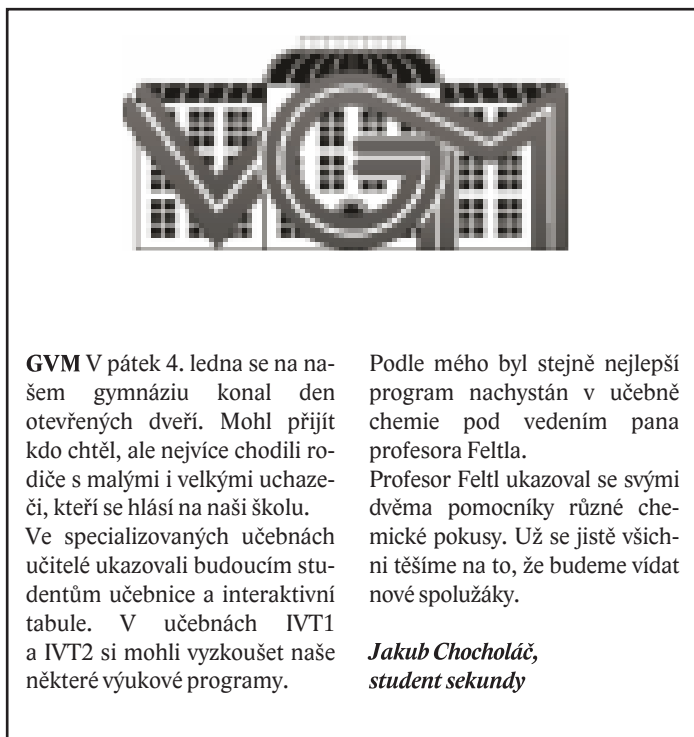 VGM
GVM V pátek 4. ledna se na na-
šem gymnáziu konal den
otevřených dveří. Mohl přijít
kdo chtěl, ale nejvíce chodili ro-
diče s malými i velkými uchaze-
či, kteří se hlásí na naši školu.
Ve specializovaných učebnách
učitelé ukazovali budoucím stu-
dentům učebnice a interaktivní
tabule. V učebnách IVT1
a IVT2 si mohli vyzkoušet naše
některé výukové programy.
Podle mého byl stejně nejlepší
program nachystán v učebně
chemie pod vedením pana
profesora Feltla.
Profesor Feltl ukazoval se svými
dvěma pomocníky různé che-
mické pokusy. Už se jistě všich-
ni těšíme na to, že budeme vídat
nové spolužáky.
Jakub Chocholáč,
student sekundy